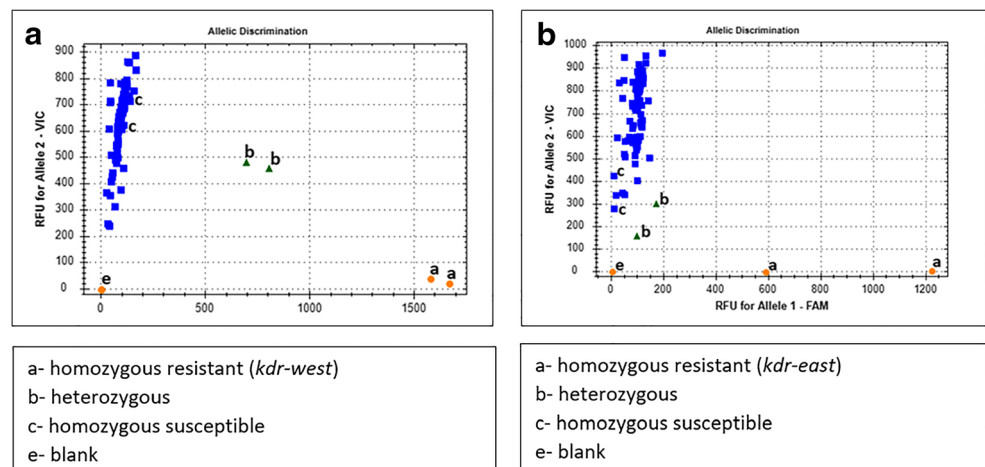 a
Allelic Discrimination
RFU for Allele 2 - VIC
900
800
700
600
500
400
300
200
100
0
0
500
1000
1500
c
c
b
b
a
a
e
b
Allelic Discrimination
RFU for Allele 2 - VIC
1000
900
800
700
600
500
400
300
200
100
0
0
200
400
600
800
1000
1200
RFU for Allele 1 - FAM
c
c
b
b
e
a
a
a- homozygous resistant (kdr-west)
b- heterozygous
c- homozygous susceptible
e- blank
a- homozygous resistant (kdr-east)
b- heterozygous
c- homozygous susceptible
e- blank